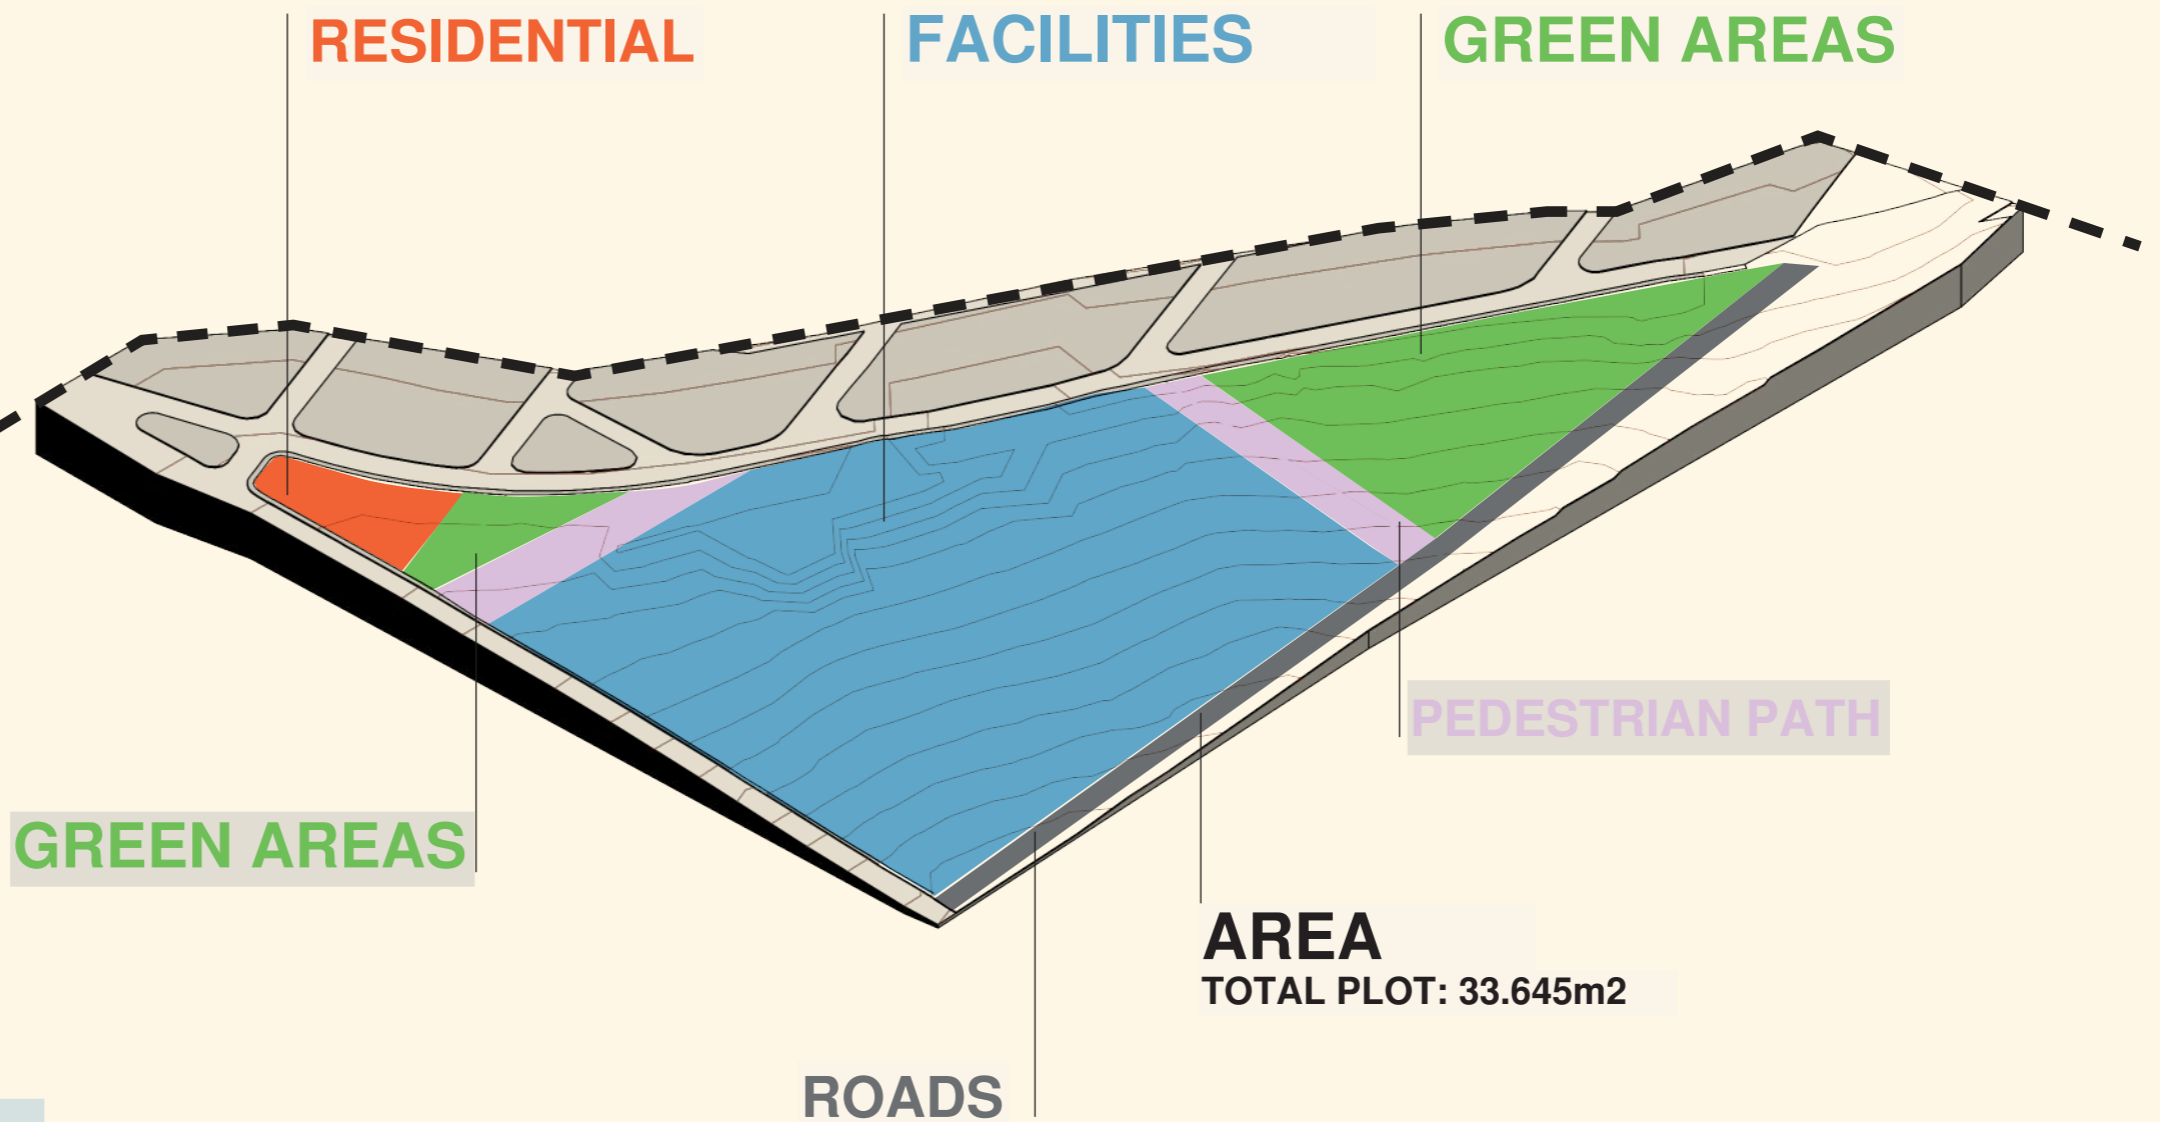 RESIDENTIAL
FACILITIES
GREEN AREAS
PEDESTRIAN PATH
GREEN AREAS
AREA
TOTAL PLOT: 33.645m2
ROADS